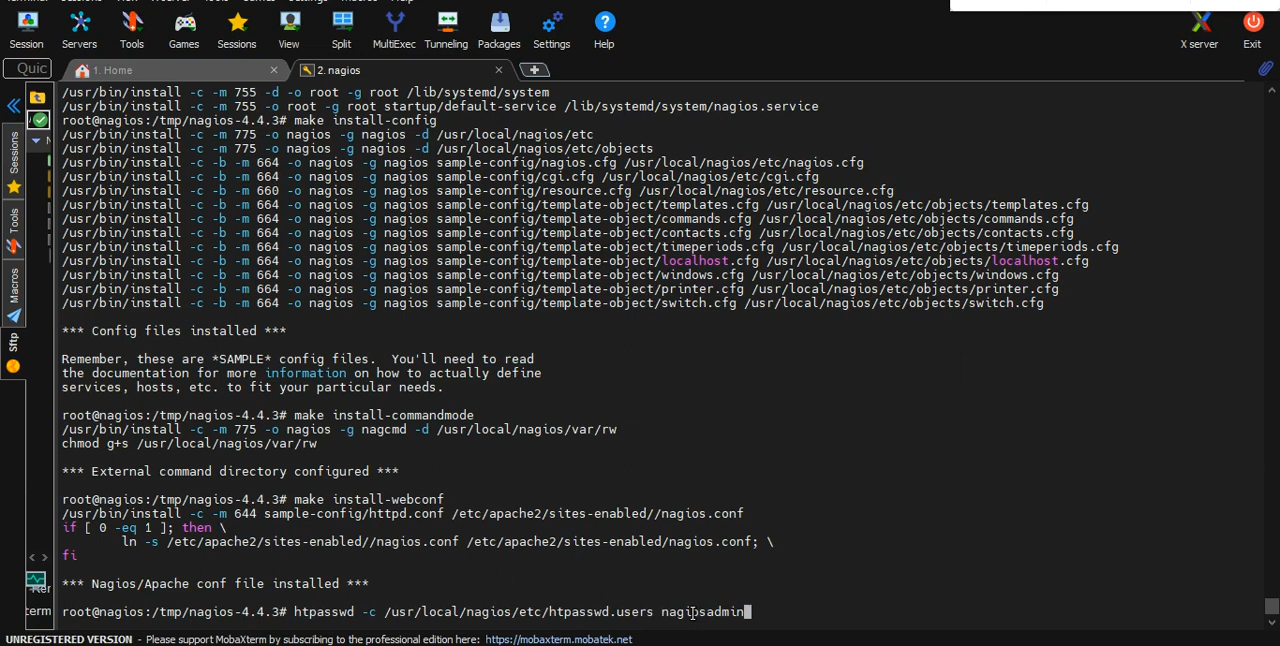 Session Servers Tools Games Sessions View Split MultiExec Tunneling Packages Settings Help X server Exit
Quic 1. Home 2. nagios
Sessions
Tools
Macros
Sftp
/usr/bin/install -c -m 755 -d -o root -g root /lib/systemd/system
/usr/bin/install -c -m 755 -o root -g root startup/default-service /lib/systemd/system/nagios.service
root@nagios:/tmp/nagios-4.4.3# make install-config
/usr/bin/install -c -m 775 -o nagios -g nagios -d /usr/local/nagios/etc
/usr/bin/install -c -m 775 -o nagios -g nagios -d /usr/local/nagios/etc/objects
/usr/bin/install -c -b -m 664 -o nagios -g nagios sample-config/nagios.cfg /usr/local/nagios/etc/nagios.cfg
/usr/bin/install -c -b -m 664 -o nagios -g nagios sample-config/cgi.cfg /usr/local/nagios/etc/cgi.cfg
/usr/bin/install -c -b -m 660 -o nagios -g nagios sample-config/resource.cfg /usr/local/nagios/etc/resource.cfg
/usr/bin/install -c -b -m 664 -o nagios -g nagios sample-config/template-object/templates.cfg /usr/local/nagios/etc/objects/templates.cfg
/usr/bin/install -c -b -m 664 -o nagios -g nagios sample-config/template-object/commands.cfg /usr/local/nagios/etc/objects/commands.cfg
/usr/bin/install -c -b -m 664 -o nagios -g nagios sample-config/template-object/contacts.cfg /usr/local/nagios/etc/objects/contacts.cfg
/usr/bin/install -c -b -m 664 -o nagios -g nagios sample-config/template-object/timeperiods.cfg /usr/local/nagios/etc/objects/timeperiods.cfg
/usr/bin/install -c -b -m 664 -o nagios -g nagios sample-config/template-object/localhost.cfg /usr/local/nagios/etc/objects/localhost.cfg
/usr/bin/install -c -b -m 664 -o nagios -g nagios sample-config/template-object/windows.cfg /usr/local/nagios/etc/objects/windows.cfg
/usr/bin/install -c -b -m 664 -o nagios -g nagios sample-config/template-object/printer.cfg /usr/local/nagios/etc/objects/printer.cfg
/usr/bin/install -c -b -m 664 -o nagios -g nagios sample-config/template-object/switch.cfg /usr/local/nagios/etc/objects/switch.cfg
*** Config files installed ***
Remember, these are *SAMPLE* config files. You'll need to read
the documentation for more information on how to actually define
services, hosts, etc. to fit your particular needs.
root@nagios:/tmp/nagios-4.4.3# make install-commandmode
/usr/bin/install -c -m 775 -o nagios -g nagcmd -d /usr/local/nagios/var/rw
chmod g+s /usr/local/nagios/var/rw
*** External command directory configured ***
root@nagios:/tmp/nagios-4.4.3# make install-webconf
/usr/bin/install -c -m 644 sample-config/httpd.conf /etc/apache2/sites-enabled//nagios.conf
if [ 0 -eq 1 ]; then \
ln -s /etc/apache2/sites-enabled//nagios.conf /etc/apache2/sites-enabled/nagios.conf; \
fi
*** Nagios/Apache conf file installed ***
root@nagios:/tmp/nagios-4.4.3# htpasswd -c /usr/local/nagios/etc/htpasswd.users nagiosadmin
UNREGISTERED VERSION - Please support MobaXterm by subscribing to the professional edition here: https://mobaxterm.mobatek.net